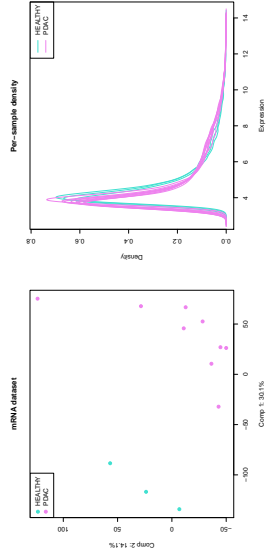 mRNA dataset
HEALTHY
PDAC
100
50
0
−50
Comp 2: 14.1%
−100
−50
0
50
Comp 1: 30.1%
Per−sample density
HEALTHY
PDAC
0.8
0.6
0.4
0.2
0.0
Density
4
6
8
10
12
14
Expression